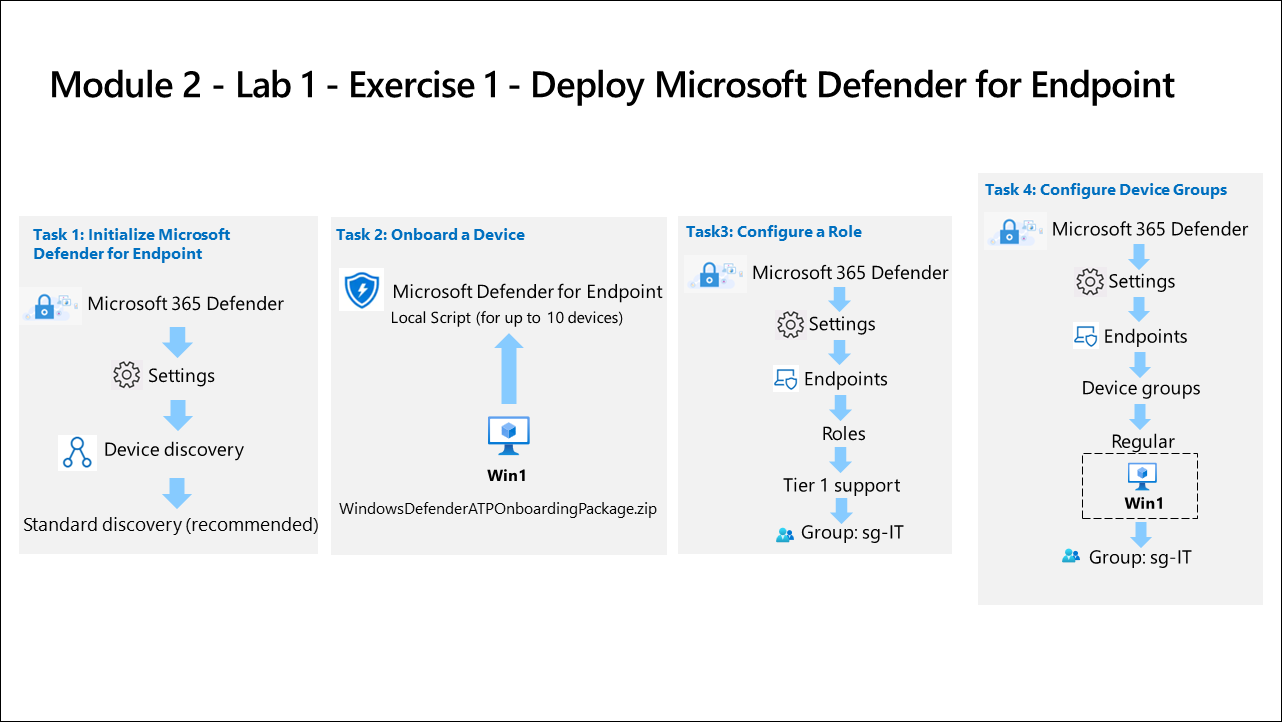 Module 2 - Lab 1 - Exercise 1 - Deploy Microsoft Defender for Endpoint
Task 1: Initialize Microsoft
Defender for Endpoint
Microsoft 365 Defender
Settings
Device discovery
Standard discovery (recommended)
Task 2: Onboard a Device
Microsoft Defender for Endpoint
Local Script (for up to 10 devices)
Win1
WindowsDefenderATPOnboardingPackage.zip
Task3: Configure a Role
Microsoft 365 Defender
Settings
Endpoints
Roles
Tier 1 support
Group: sg-IT
Task 4: Configure Device Groups
Microsoft 365 Defender
Settings
Endpoints
Device groups
Regular
Win1
Group: sg-IT